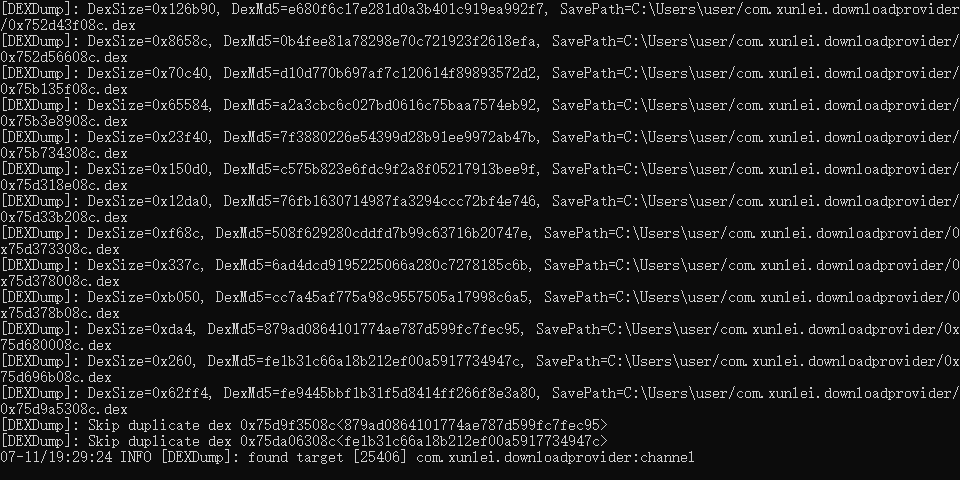 [DEXDump]: DexSize=0x126b90, DexMd5=e680f6c17e281d0a3b401c919ea992f7, SavePath=C:\Users\user/com.xunlei.downloadprovider
/0x752d43f08c.dex
[DEXDump]: DexSize=0x8658c, DexMd5=0b4fee81a78298e70c721923f2618efa, SavePath=C:\Users\user/com.xunlei.downloadprovider/
0x752d56608c.dex
[DEXDump]: DexSize=0x70c40, DexMd5=d10d770b697af7c120614f89893572d2, SavePath=C:\Users\user/com.xunlei.downloadprovider/
0x75b135f08c.dex
[DEXDump]: DexSize=0x65584, DexMd5=a2a3cbc6c027bd0616c75baa7574eb92, SavePath=C:\Users\user/com.xunlei.downloadprovider/
0x75b3e8908c.dex
[DEXDump]: DexSize=0x23f40, DexMd5=7f3880226e54399d28b91ee9972ab47b, SavePath=C:\Users\user/com.xunlei.downloadprovider/
0x75b734308c.dex
[DEXDump]: DexSize=0x150d0, DexMd5=c575b823e6fdc9f2a8f05217913bee9f, SavePath=C:\Users\user/com.xunlei.downloadprovider/
0x75d318e08c.dex
[DEXDump]: DexSize=0x12da0, DexMd5=76fb1630714987fa3294ccc72bf4e746, SavePath=C:\Users\user/com.xunlei.downloadprovider/
0x75d33b208c.dex
[DEXDump]: DexSize=0xf68c, DexMd5=508f629280cddfd7b99c63716b20747e, SavePath=C:\Users\user/com.xunlei.downloadprovider/0
x75d373308c.dex
[DEXDump]: DexSize=0x337c, DexMd5=6ad4dcd9195225066a280c7278185c6b, SavePath=C:\Users\user/com.xunlei.downloadprovider/0
x75d378008c.dex
[DEXDump]: DexSize=0xb050, DexMd5=cc7a45af775a98c9557505a17998c6a5, SavePath=C:\Users\user/com.xunlei.downloadprovider/0
x75d378b08c.dex
[DEXDump]: DexSize=0xda4, DexMd5=879ad0864101774ae787d599fc7fec95, SavePath=C:\Users\user/com.xunlei.downloadprovider/0x
75d680008c.dex
[DEXDump]: DexSize=0x260, DexMd5=fe1b31c66a18b212ef00a5917734947c, SavePath=C:\Users\user/com.xunlei.downloadprovider/0x
75d696b08c.dex
[DEXDump]: DexSize=0x62ff4, DexMd5=fe9445bbf1b31f5d8414ff266f8e3a80, SavePath=C:\Users\user/com.xunlei.downloadprovider/
0x75d9a5308c.dex
[DEXDump]: Skip duplicate dex 0x75d9f3508c<879ad0864101774ae787d599fc7fec95>
[DEXDump]: Skip duplicate dex 0x75da06308c<fe1b31c66a18b212ef00a5917734947c>
07-11/19:29:24 INFO [DEXDump]: found target [25406] com.xunlei.downloadprovider:channel